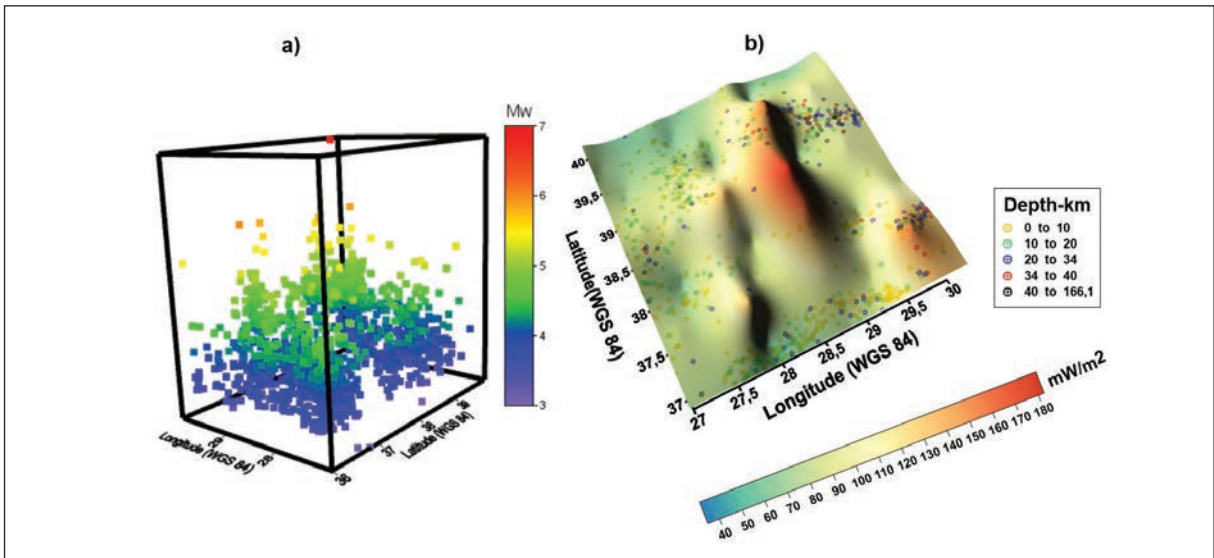 a)
b)
Mw
7
6
5
4
3
Longitude (WGS 84)
29
28
Latitude (WGS 84)
36
37
38
39
Latitude(WGS 84)
40
39,5
39
38,5
38
37,5
37
Longitude (WGS 84)
27
27,5
28
28,5
29
29,5
30
Depth-km
0 to 10
10 to 20
20 to 34
34 to 40
40 to 166,1
mW/m2
40 50 60 70 80 90 100 110 120 130 140 150 160 170 180